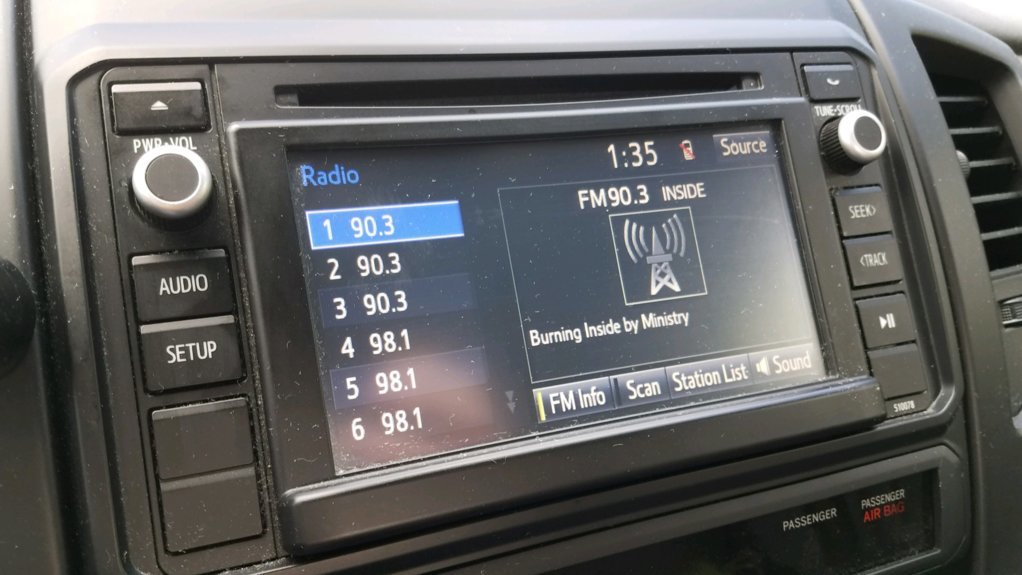 PWR•VOL
AUDIO
SETUP
Radio
1 90.3
2 90.3
3 90.3
4 98.1
5 98.1
6 98.1
1:35
Source
FM90.3 INSIDE
Burning Inside by Ministry
FM Info
Scan
Station List
Sound
TUNE•SCROLL
SEEK>
<TRACK
510078
PASSENGER
PASSENGER
AIR BAG